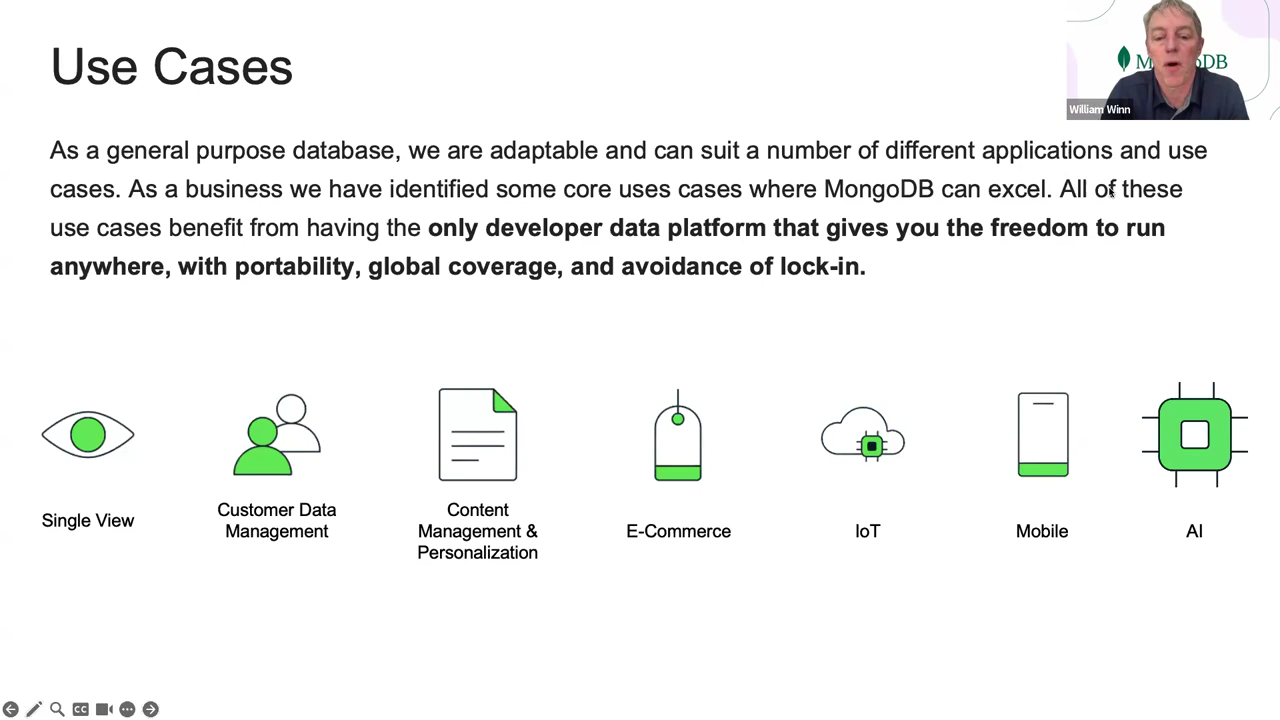 Use Cases
MongoDB
William Winn
As a general purpose database, we are adaptable and can suit a number of different applications and use
cases. As a business we have identified some core uses cases where MongoDB can excel. All of these
use cases benefit from having the only developer data platform that gives you the freedom to run
anywhere, with portability, global coverage, and avoidance of lock-in.
Single View
Customer Data
Management
Content
Management &
Personalization
E-Commerce
IoT
Mobile
AI
CC